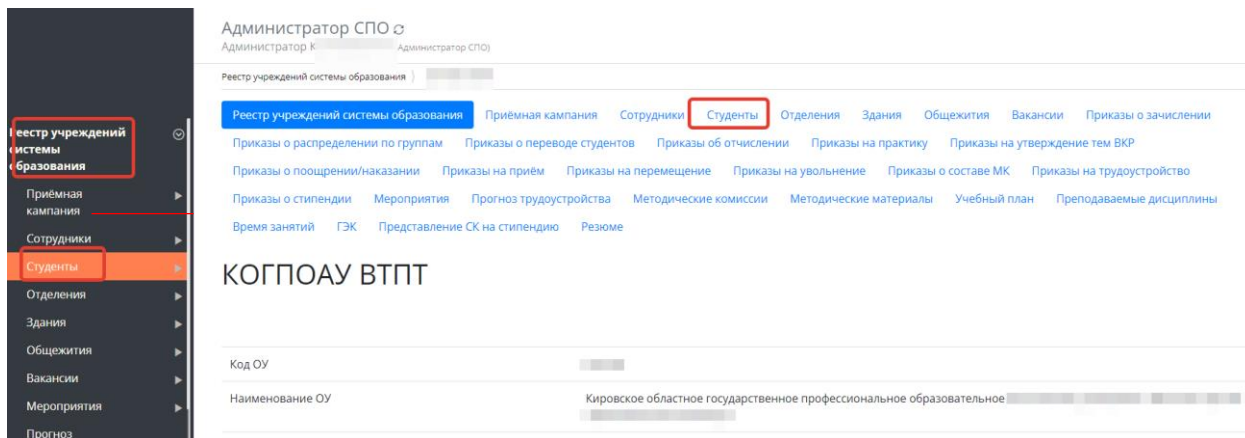 Администратор СПО
Администратор К Администратор СПО)
Реестр учреждений системы образования
Реестр учреждений системы образования Приёмная кампания Сотрудники Студенты Отделения Здания Общежития Вакансии Приказы о зачислении
Приказы о распределении по группам Приказы о переводе студентов Приказы об отчислении Приказы на практику Приказы на утверждение тем ВКР
Приказы о поощрении/наказании Приказы на приём Приказы на перемещение Приказы на увольнение Приказы о составе МК Приказы на трудоустройство
Приказы о стипендии Мероприятия Прогноз трудоустройства Методические комиссии Методические материалы Учебный план Преподаваемые дисциплины
Время занятий ГЭК Представление СК на стипендию Резюме
КОГПОАУ ВТПТ
Код ОУ
Наименование ОУ Кировское областное государственное профессиональное образовательное
Реестр учреждений
системы
образования
Приёмная
кампания
Сотрудники
Студенты
Отделения
Здания
Общежития
Вакансии
Мероприятия
Прогноз